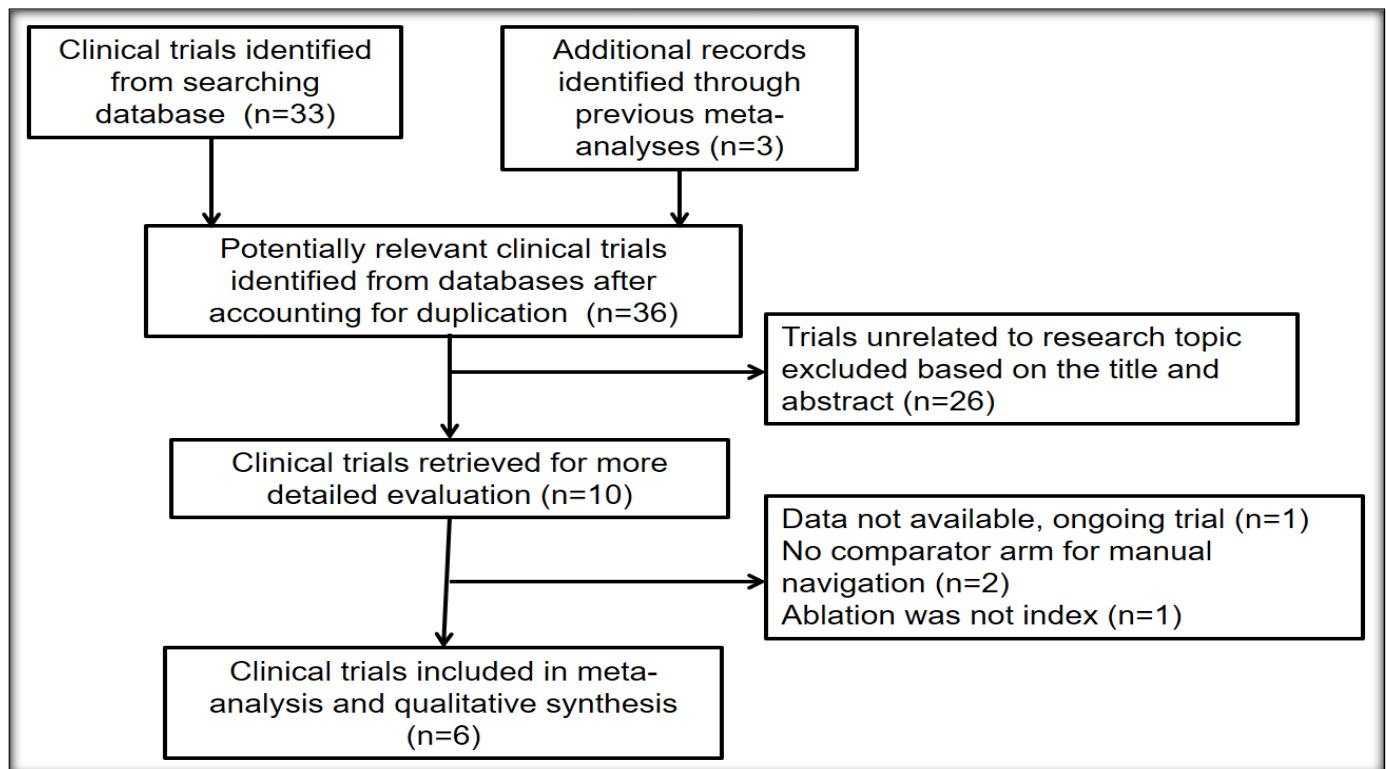 Clinical trials identified
from searching
database  (n=33)
Additional records
identified through
previous meta-
analyses (n=3)
Potentially relevant clinical trials
identified from databases after
accounting for duplication  (n=36)
Trials unrelated to research topic
excluded based on the title and
abstract (n=26)
Clinical trials retrieved for more
detailed evaluation (n=10)
Data not available, ongoing trial (n=1)
No comparator arm for manual
navigation (n=2)
Ablation was not index (n=1)
Clinical trials included in meta-
analysis and qualitative synthesis
(n=6)